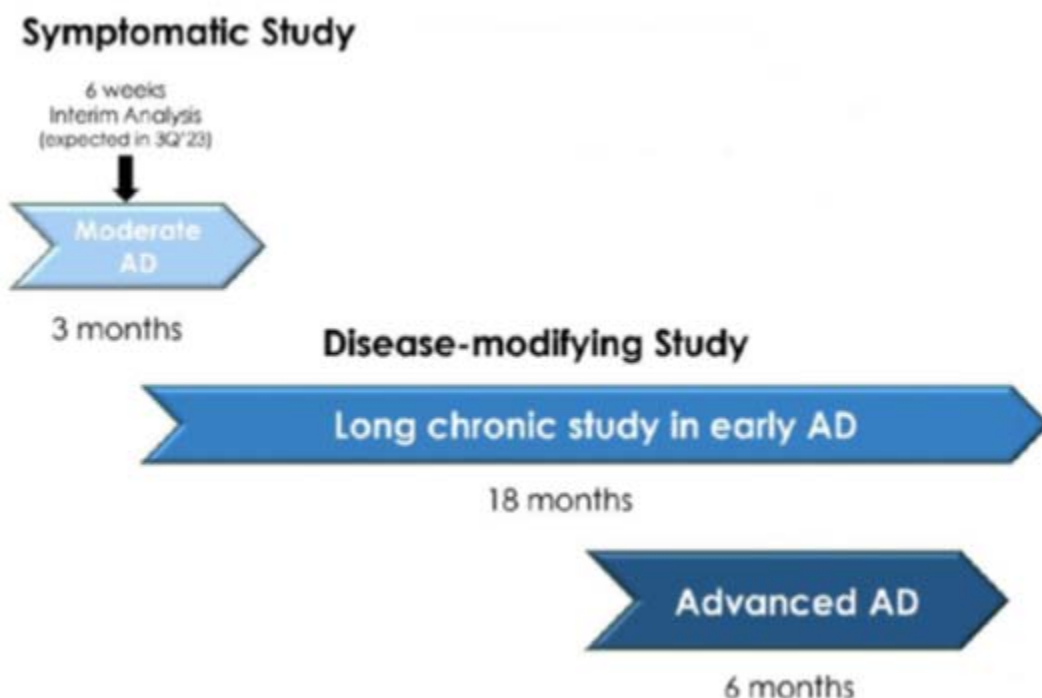 Symptomatic Study
6 weeks
Interim Analysis
(expected in 3Q'23)
Moderate
AD
3 months
Disease-modifying Study
Long chronic study in early AD
18 months
Advanced AD
6 months